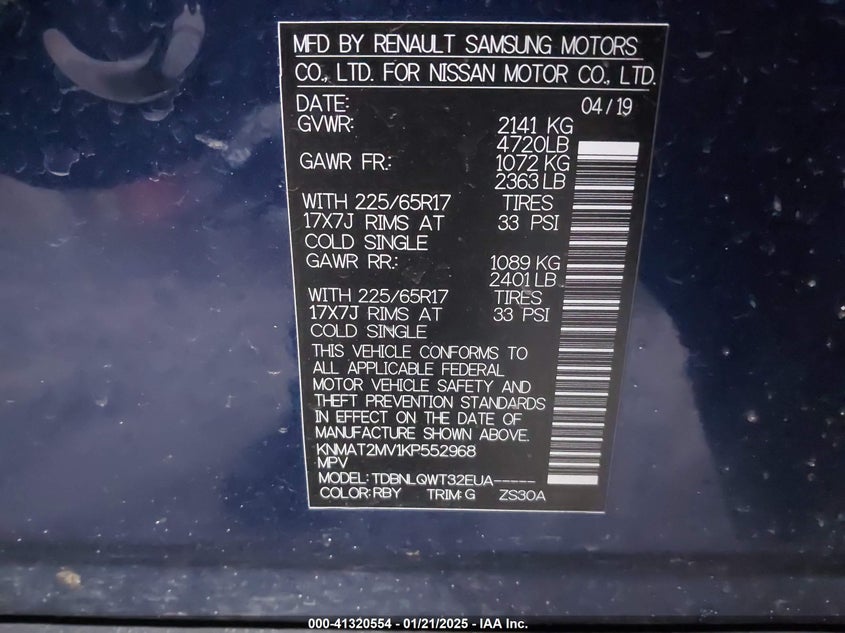 MFD BY RENAULT SAMSUNG MOTORS
CO., LTD. FOR NISSAN MOTOR CO., LTD.
DATE: 04/19
GVWR: 2141 KG
4720LB
GAWR FR.: 1072 KG
2363 LB
WITH 225/65R17 TIRES
17X7J RIMS AT 33 PSI
COLD SINGLE
GAWR RR.: 1089 KG
2401 LB
WITH 225/65R17 TIRES
17X7J RIMS AT 33 PSI
COLD SINGLE
THIS VEHICLE CONFORMS TO
ALL APPLICABLE FEDERAL
MOTOR VEHICLE SAFETY AND
THEFT PREVENTION STANDARDS
IN EFFECT ON THE DATE OF
MANUFACTURE SHOWN ABOVE.
KNMAT2MV1KP552968
MPV
MODEL: TDBNLQWT32EUA-----
COLOR:RBY TRIM:G ZS30A
000-41320554 - 01/21/2025 - IAA Inc.